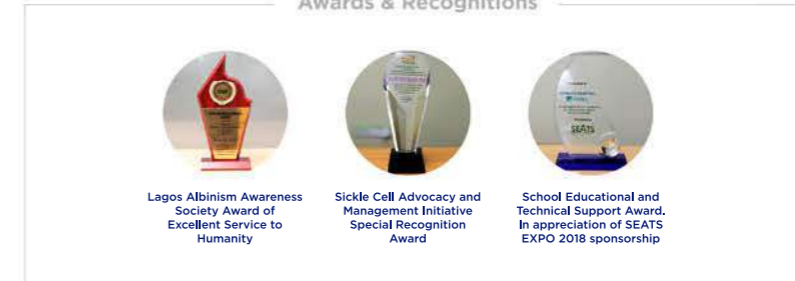 Awards & Recognitions
SEATS
Lagos Albinism Awareness
Society Award of
Excellent Service to
Humanity
Sickle Cell Advocacy and
Management Initiative
Special Recognition
Award
School Educational and
Technical Support Award.
In appreciation of SEATS
EXPO 2018 sponsorship